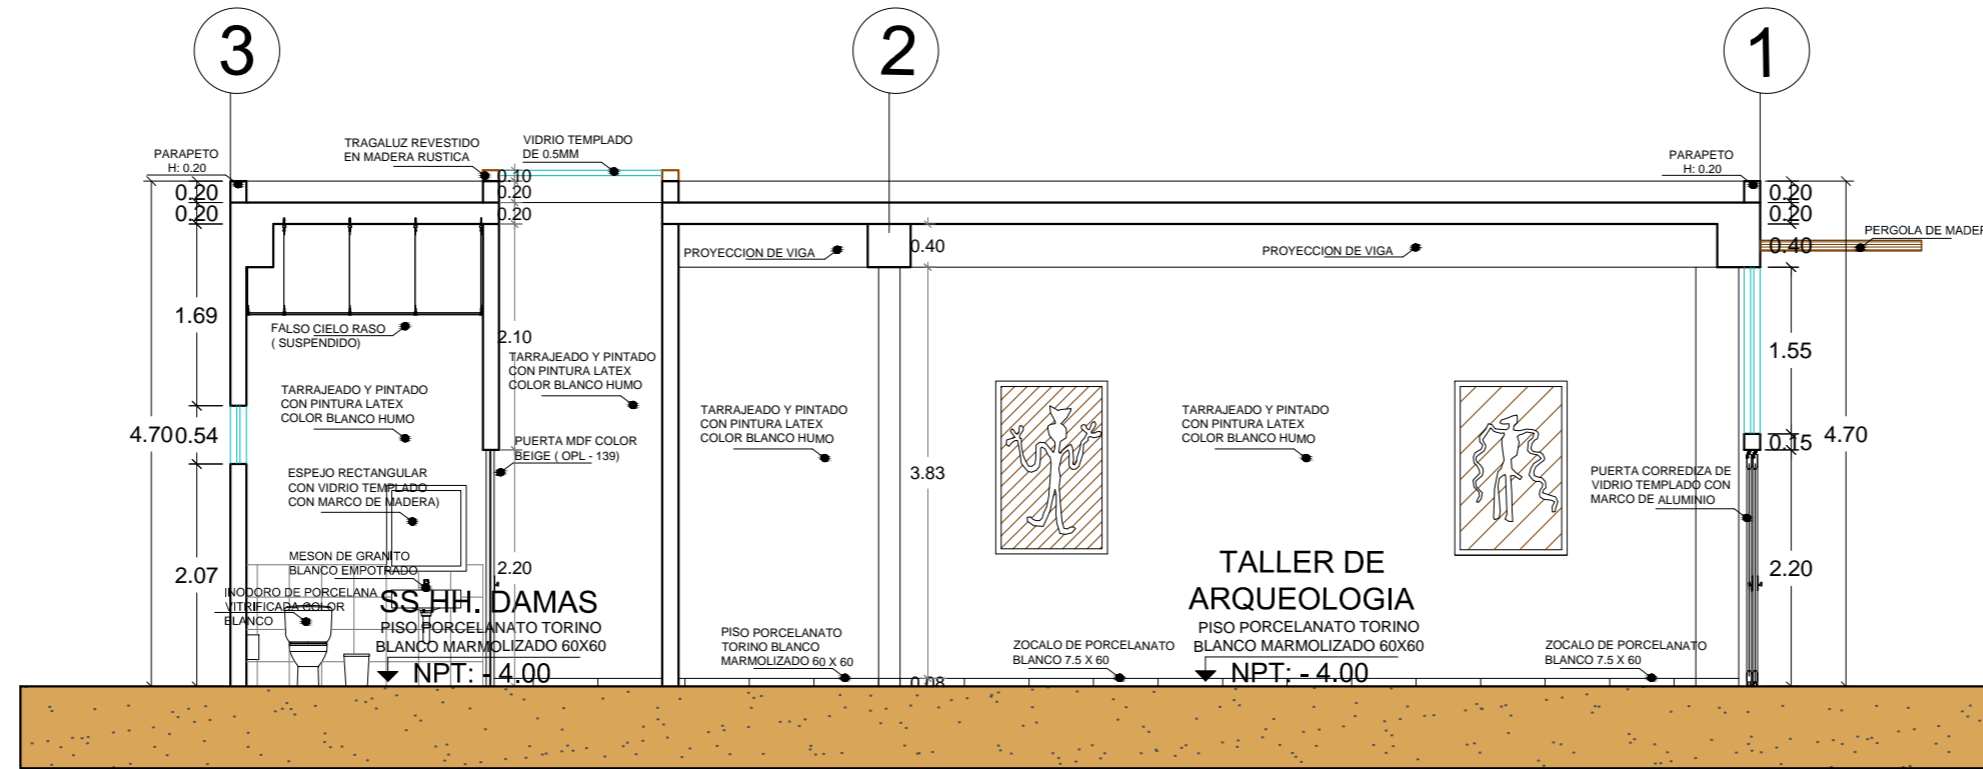 3
2
1
PARAPETO
H: 0.20
TRAGALUZ REVESTIDO
EN MADERA RUSTICA
VIDRIO TEMPLADO
DE 0.5MM
PARAPETO
H: 0.20
0.20
0.20
1.69
4.70
0.54
2.07
0.10
0.20
0.20
2.10
2.20
FALSO CIELO RASO
( SUSPENDIDO)
TARRAJEADO Y PINTADO
CON PINTURA LATEX
COLOR BLANCO HUMO
ESPEJO RECTANGULAR
CON VIDRIO TEMPLADO
CON MARCO DE MADERA)
MESON DE GRANITO
BLANCO EMPOTRADO
INODORO DE PORCELANA
VITRIFICADA COLOR
BLANCO
SS.HH. DAMAS
PISO PORCELANATO TORINO
BLANCO MARMOLIZADO 60X60
NPT: - 4.00
TARRAJEADO Y PINTADO
CON PINTURA LATEX
COLOR BLANCO HUMO
PUERTA MDF COLOR
BEIGE ( OPL - 139)
PROYECCION DE VIGA
0.40
PROYECCION DE VIGA
TARRAJEADO Y PINTADO
CON PINTURA LATEX
COLOR BLANCO HUMO
3.83
0.08
TARRAJEADO Y PINTADO
CON PINTURA LATEX
COLOR BLANCO HUMO
PISO PORCELANATO
TORINO BLANCO
MARMOLIZADO 60 X 60
ZOCALO DE PORCELANATO
BLANCO 7.5 X 60
TALLER DE
ARQUEOLOGIA
PISO PORCELANATO TORINO
BLANCO MARMOLIZADO 60X60
NPT: - 4.00
ZOCALO DE PORCELANATO
BLANCO 7.5 X 60
PUERTA CORREDIZA DE
VIDRIO TEMPLADO CON
MARCO DE ALUMINIO
0.20
0.20
0.40
PERGOLA DE MADER
1.55
0.15
4.70
2.20